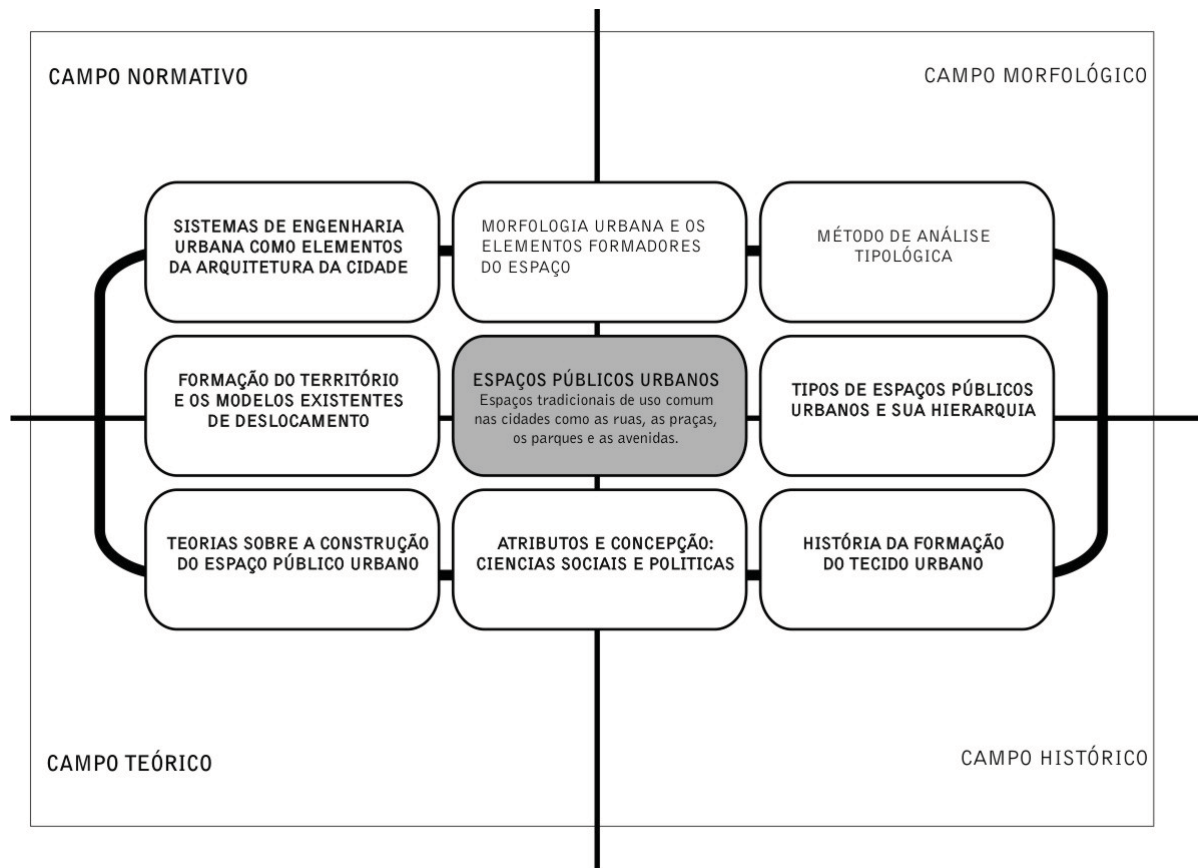 CAMPO NORMATIVO
CAMPO MORFOLÓGICO
SISTEMAS DE ENGENHARIA
URBANA COMO ELEMENTOS
DA ARQUITETURA DA CIDADE
MORFOLOGIA URBANA E OS
ELEMENTOS FORMADORES
DO ESPAÇO
MÉTODO DE ANÁLISE
TIPOLÓGICA
FORMAÇÃO DO TERRITÓRIO
E OS MODELOS EXISTENTES
DE DESLOCAMENTO
ESPAÇOS PÚBLICOS URBANOS
Espaços tradicionais de uso comum
nas cidades como as ruas, as praças,
os parques e as avenidas.
TIPOS DE ESPAÇOS PÚBLICOS
URBANOS E SUA HIERARQUIA
TEORIAS SOBRE A CONSTRUÇÃO
DO ESPAÇO PÚBLICO URBANO
ATRIBUTOS E CONCEPÇÃO:
CIENCIAS SOCIAIS E POLITICAS
HISTÓRIA DA FORMAÇÃO
DO TECIDO URBANO
CAMPO TEÓRICO
CAMPO HISTÓRICO